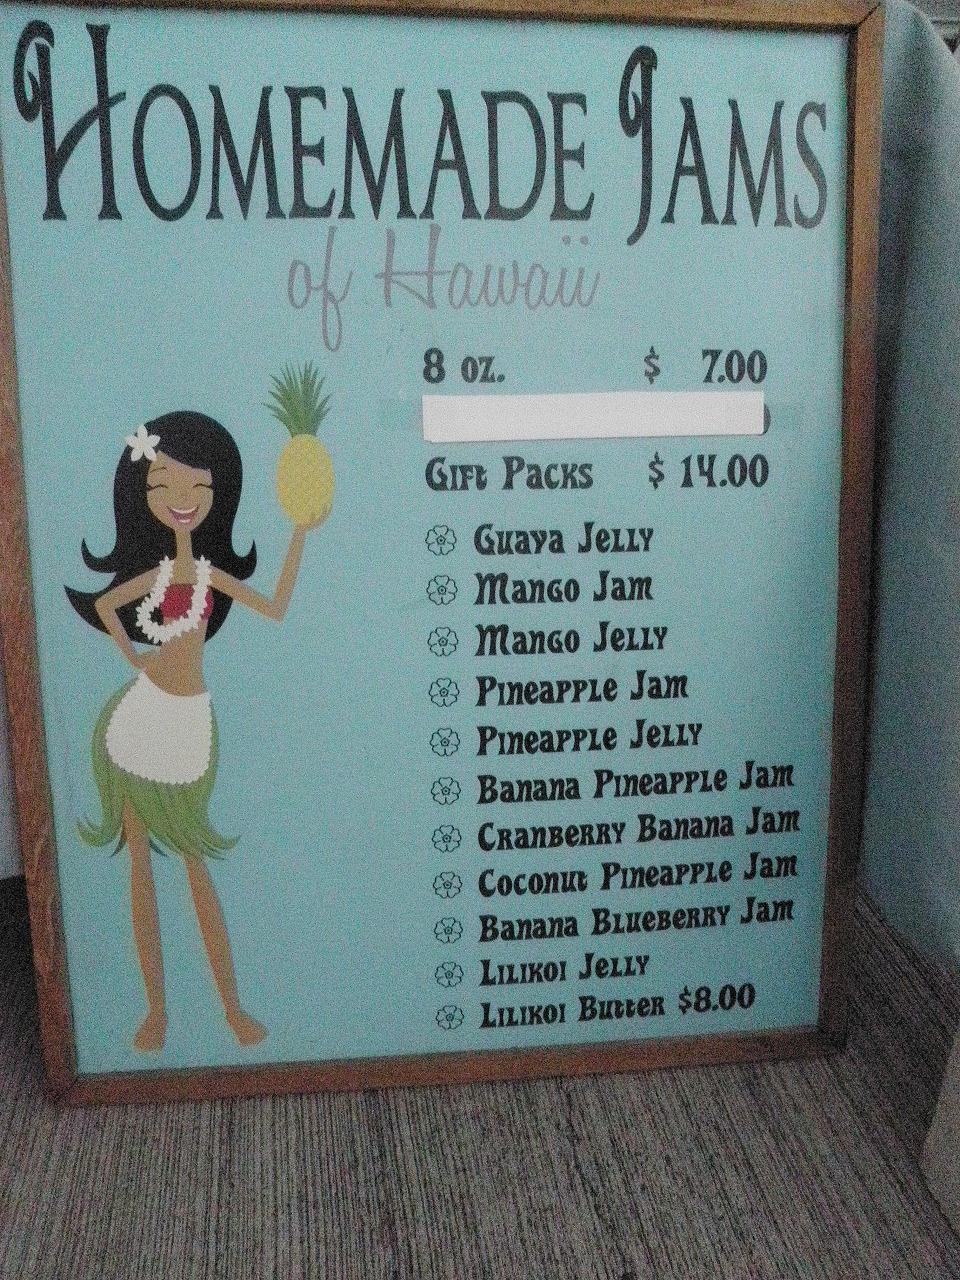 Homemade Jams
of Hawaii
8 oz. $ 7.00
Gift Packs $ 14.00
Guava Jelly
Mango Jam
Mango Jelly
Pineapple Jam
Pineapple Jelly
Banana Pineapple Jam
Cranberry Banana Jam
Coconut Pineapple Jam
Banana Blueberry Jam
Lilikoi Jelly
Lilikoi Butter $8.00